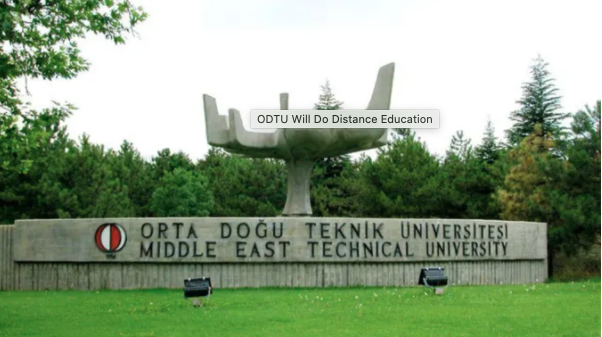 ODTU Will Do Distance Education
ORTA DOĞU TEKNİK ÜNİVERSİTESİ
MIDDLE EAST TECHNICAL UNIVERSITY